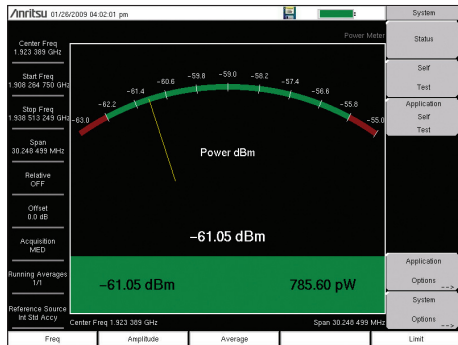 Anritsu 01/26/2009 04:02:01 pm
System
Power Meter
Center Freq
1.923 389 GHz
Start Freq
1.908 264 750 GHz
Stop Freq
1.938 513 249 GHz
Span
30.248 499 MHz
Relative
OFF
Offset
0.0 dB
Acquisition
MED
Running Averages
1/1
Reference Source
Int Std Accy
-63.0
-62.2
-61.4
-60.6
-59.8
-59.0
-58.2
-57.4
-56.6
-55.8
-55.0
Power dBm
-61.05 dBm
-61.05 dBm
785.60 pW
Center Freq 1.923 389 GHz
Span 30.248 499 MHz
Status
Self
Test
Application
Self
Test
Application
Options
-->
System
Options
-->
Freq
Amplitude
Average
Limit